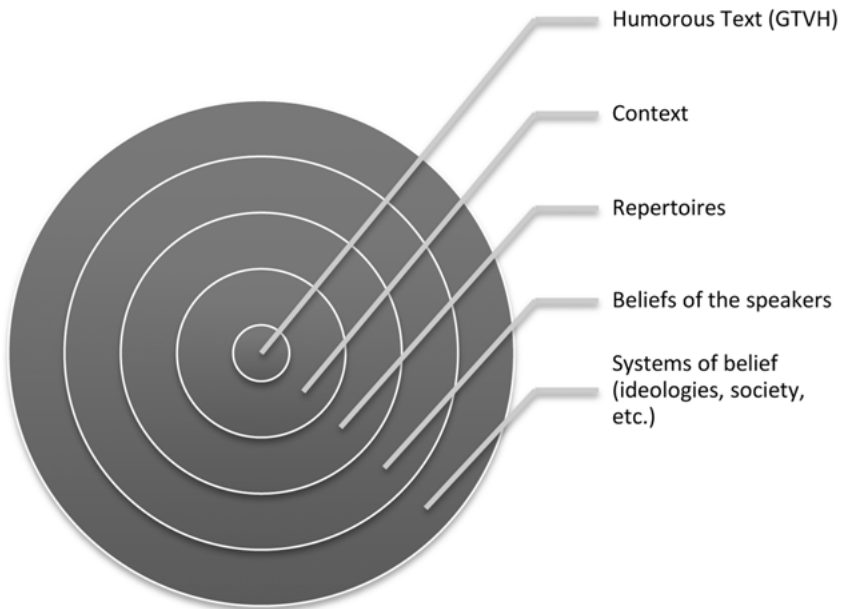 Humorous Text (GTVH)
Context
Repertoires
Beliefs of the speakers
Systems of belief
(ideologies, society,
etc.)